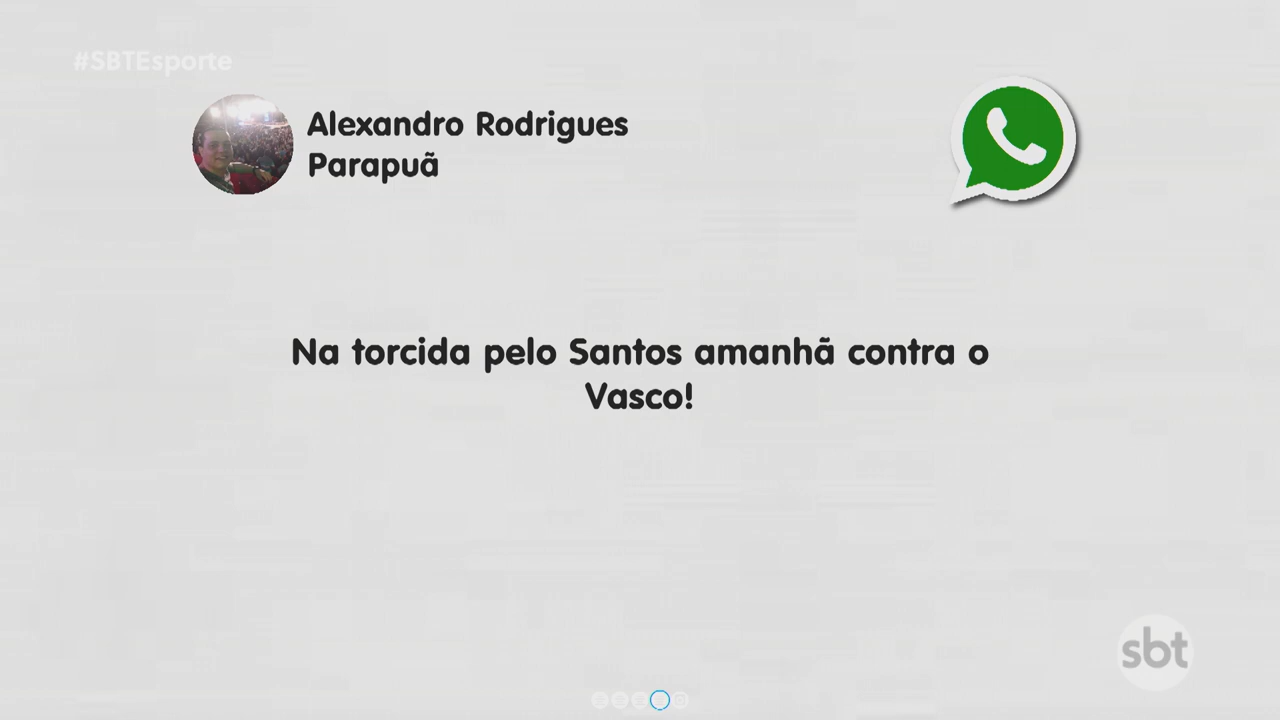 #SBTEsporte
Alexandro Rodrigues
Parapuã
Na torcida pelo Santos amanhã contra o
Vasco!
sbt